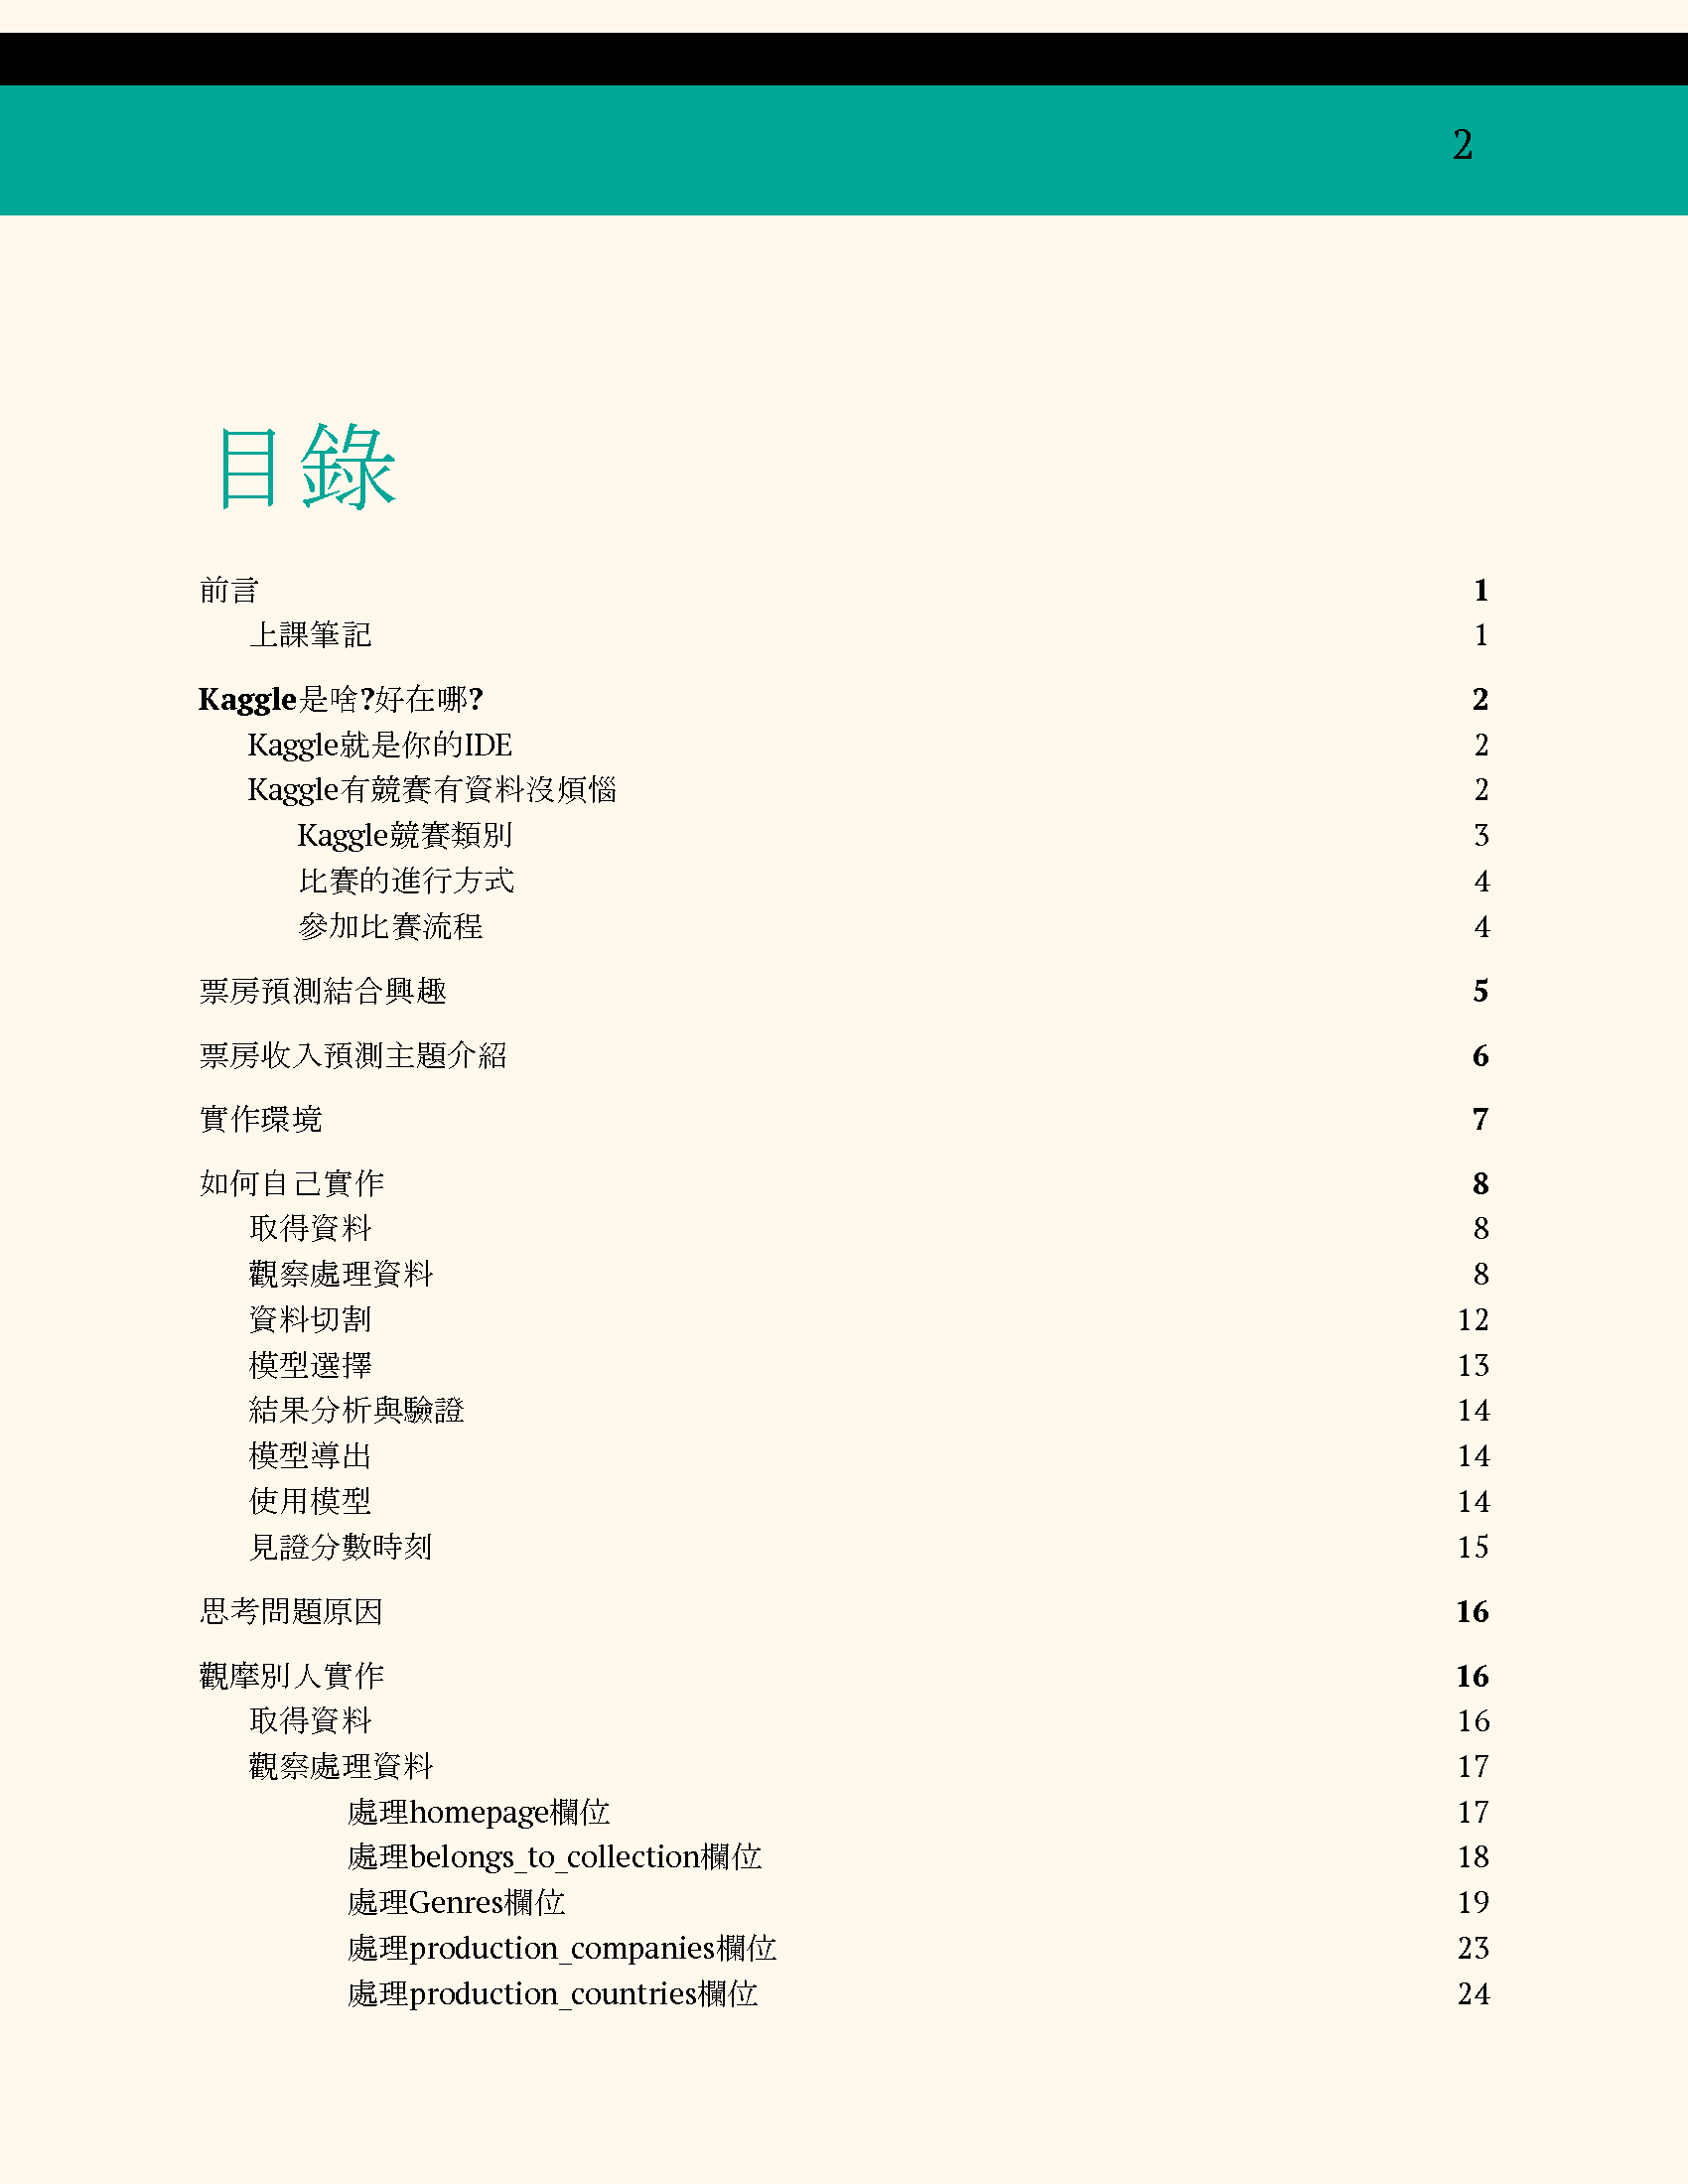 2
目錄
前言 1
上課筆記 1
Kaggle是啥?好在哪? 2
Kaggle就是你的IDE 2
Kaggle有競賽有資料沒煩惱 2
Kaggle競賽類別 3
比賽的進行方式 4
參加比賽流程 4
票房預測結合興趣 5
票房收入預測主題介紹 6
實作環境 7
如何自己實作 8
取得資料 8
觀察處理資料 8
資料切割 12
模型選擇 13
結果分析與驗證 14
模型導出 14
使用模型 14
見證分數時刻 15
思考問題原因 16
觀摩別人實作 16
取得資料 16
觀察處理資料 17
處理homepage欄位 17
處理belongs_to_collection欄位 18
處理Genres欄位 19
處理production_companies欄位 23
處理production_countries欄位 24